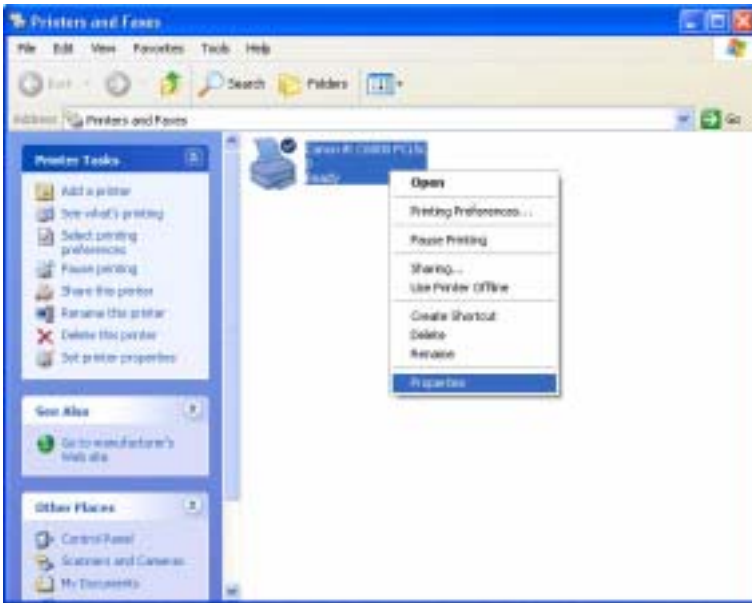 Printers and Faxes
File Edit View Favorites Tools Help
Back Search Folders
Address Printers and Faxes Go
Printer Tasks
Add a printer
See what's printing
Select printing
preferences
Pause printing
Share this printer
Rename this printer
Delete this printer
Set printer properties
See Also
Go to manufacturer's
Web site
Other Places
Control Panel
Scanners and Cameras
My Documents
Canon
Ready
Open
Printing Preferences...
Pause Printing
Sharing...
Use Printer Offline
Create Shortcut
Delete
Rename
Properties